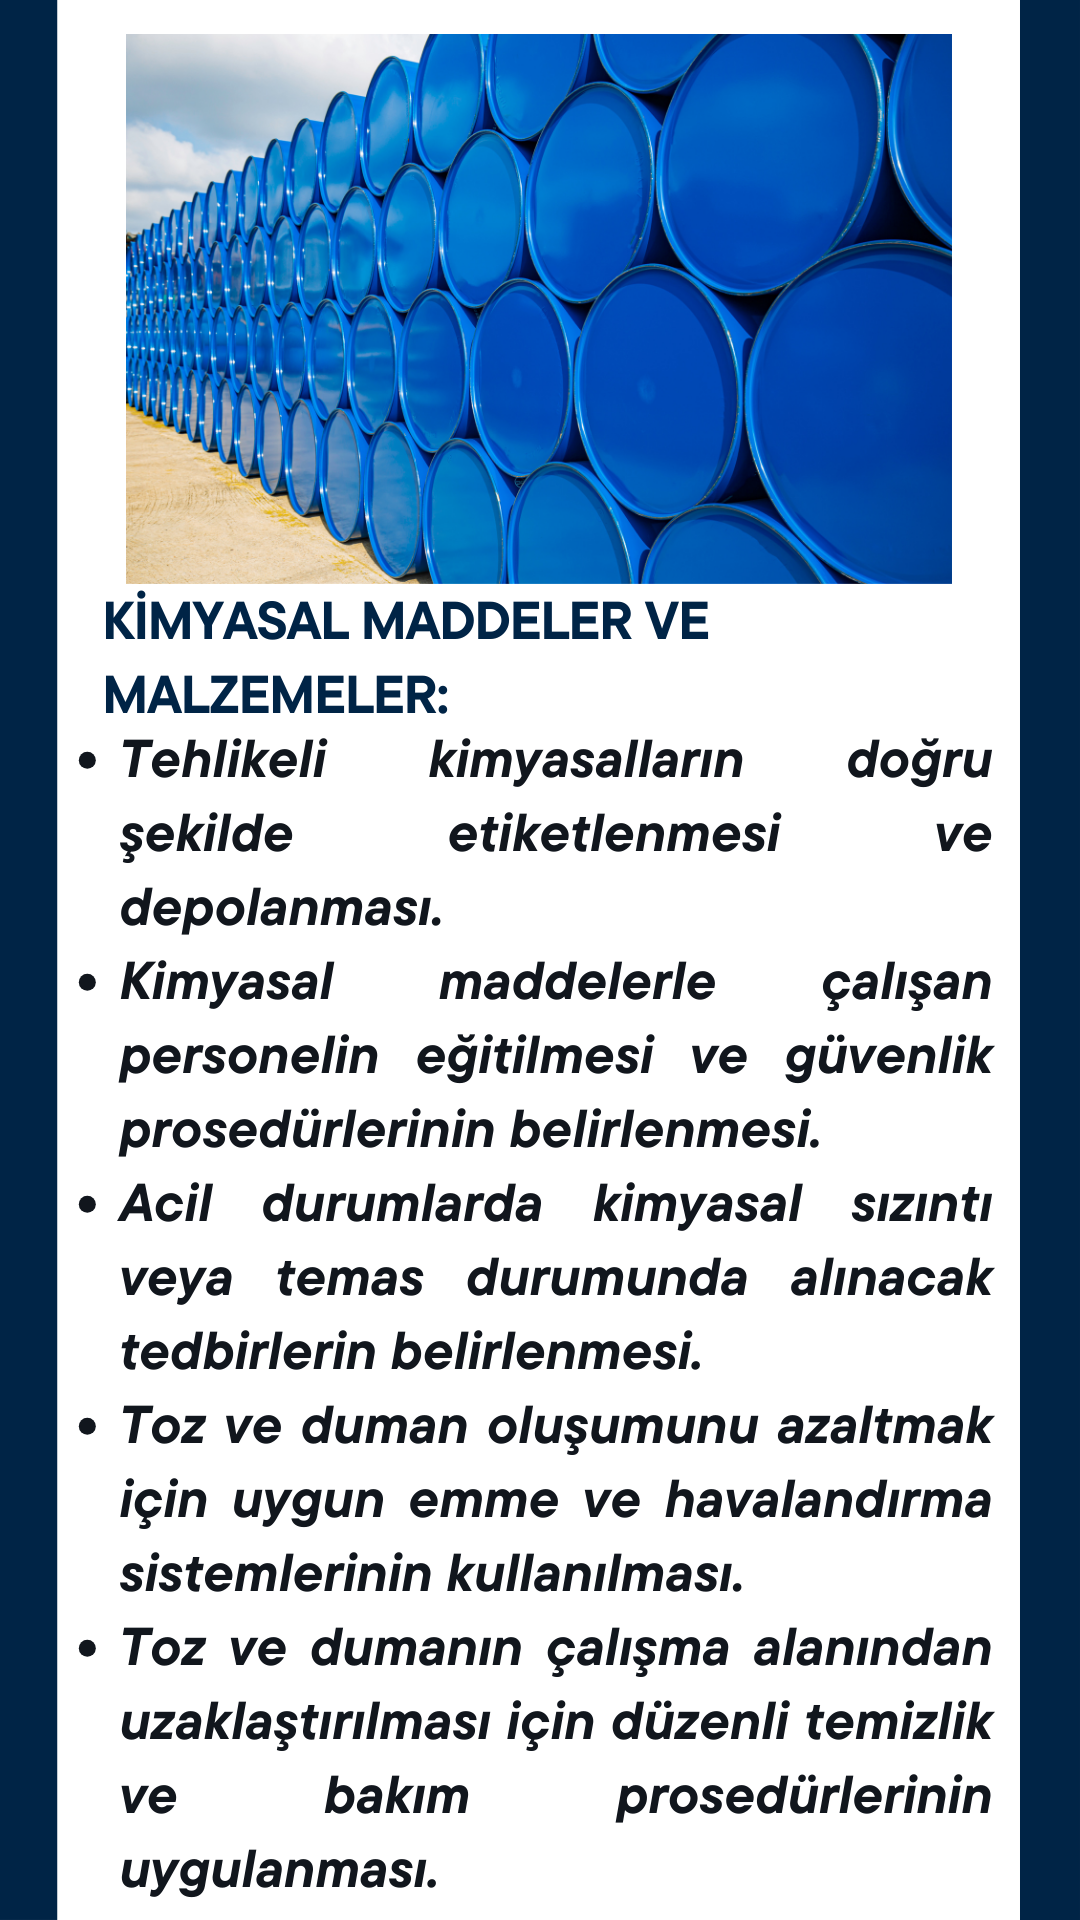 KİMYASAL MADDELER VE
MALZEMELER:
• Tehlikeli kimyasalların doğru
şekilde etiketlenmesi ve
depolanması.
• Kimyasal maddelerle çalışan
personelin eğitilmesi ve güvenlik
prosedürlerinin belirlenmesi.
• Acil durumlarda kimyasal sızıntı
veya temas durumunda alınacak
tedbirlerin belirlenmesi.
• Toz ve duman oluşumunu azaltmak
için uygun emme ve havalandırma
sistemlerinin kullanılması.
• Toz ve dumanın çalışma alanından
uzaklaştırılması için düzenli temizlik
ve bakım prosedürlerinin
uygulanması.